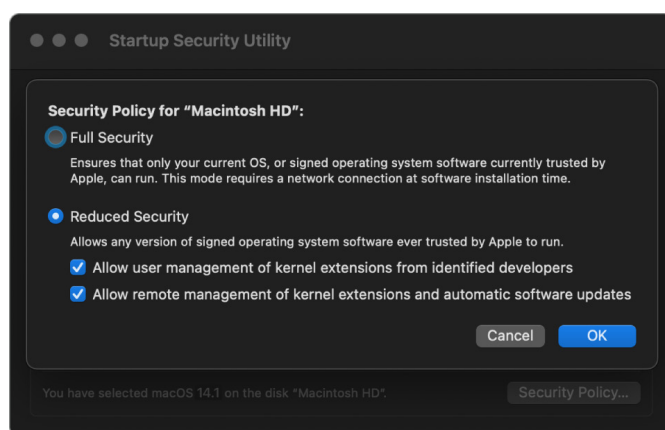 Startup Security Utility
Security Policy for “Macintosh HD”:
Full Security
Ensures that only your current OS, or signed operating system software currently trusted by
Apple, can run. This mode requires a network connection at software installation time.
Reduced Security
Allows any version of signed operating system software ever trusted by Apple to run.
Allow user management of kernel extensions from identified developers
Allow remote management of kernel extensions and automatic software updates
Cancel OK
You have selected macOS 14.1 on the disk “Macintosh HD”. Security Policy...